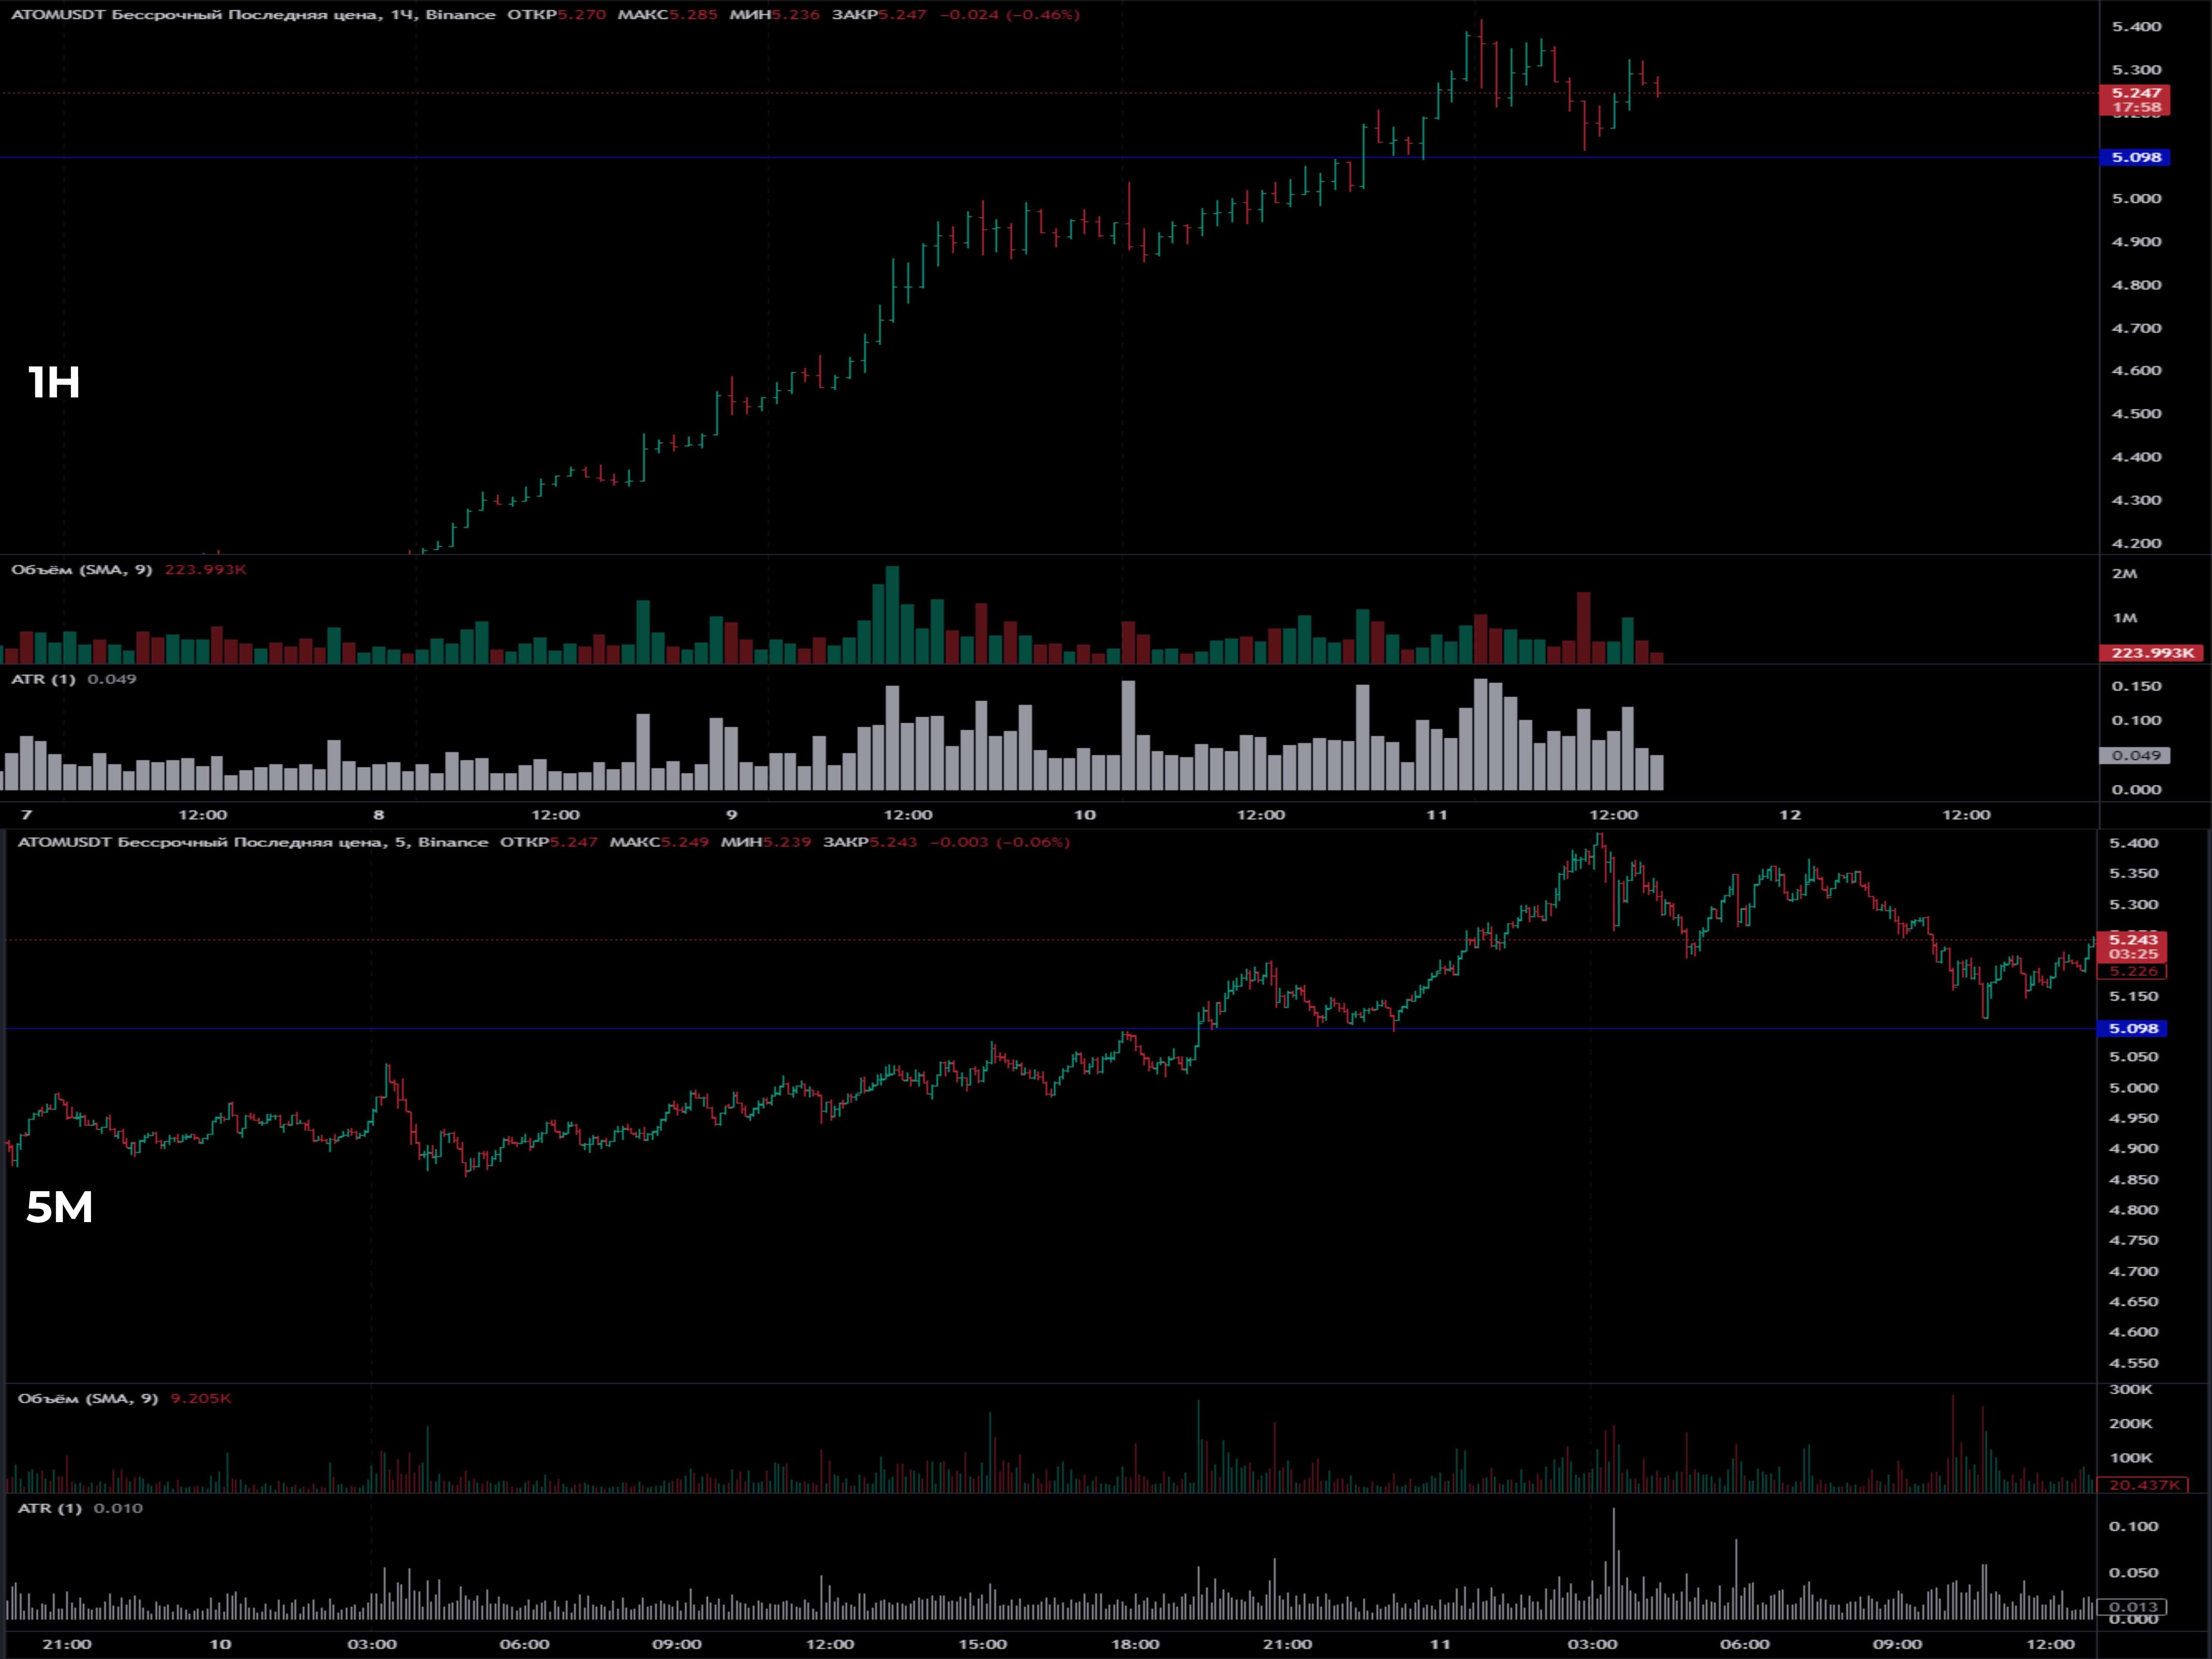 ATOMUSDT Бессрочный Последняя цена, 1Ч, Binance ОТКР5.270 МАКС5.285 МИН5.236 ЗАКР5.247 −0.024 (−0.46%)
5.400
5.300
5.247
17:58
5.098
5.000
4.900
4.800
4.700
4.600
4.500
4.400
4.300
4.200
1H
Объём (SMA, 9) 223.993K
2M
1M
223.993K
ATR (1) 0.049
0.150
0.100
0.049
0.000
7 12:00 8 12:00 9 12:00 10 12:00 11 12:00 12 12:00
ATOMUSDT Бессрочный Последняя цена, 5, Binance ОТКР5.247 МАКС5.249 МИН5.239 ЗАКР5.243 −0.003 (−0.06%)
5.400
5.350
5.300
5.243
03:25
5.226
5.150
5.098
5.050
5.000
4.950
4.900
4.850
4.800
4.750
4.700
4.650
4.600
4.550
5M
Объём (SMA, 9) 9.205K
300K
200K
100K
20.437K
ATR (1) 0.010
0.100
0.050
0.013
0.000
21:00 10 03:00 06:00 09:00 12:00 15:00 18:00 21:00 11 03:00 06:00 09:00 12:00